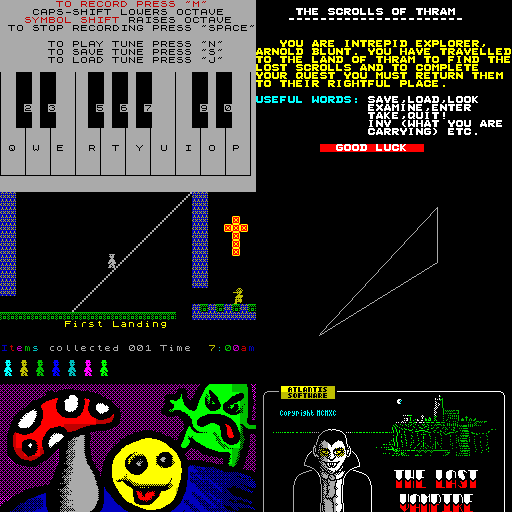 TO RECORD PRESS "M"
CAPS-SHIFT LOWERS OCTAVE
SYMBOL SHIFT RAISES OCTAVE
TO STOP RECORDING PRESS "SPACE"
TO PLAY TUNE PRESS "N"
TO SAVE TUNE PRESS "S"
TO LOAD TUNE PRESS "J"
2 3 5 6 7 9 0
Q W E R T Y U I O P
THE SCROLLS OF THRAM
YOU ARE INTREPID EXPLORER,
ARNOLD BLUNT. YOU HAVE TRAVELLED
TO THE LAND OF THRAM TO FIND THE
LOST SCROLLS AND TO COMPLETE
YOUR QUEST YOU MUST RETURN THEM
TO THEIR RIGHTFUL PLACE.
USEFUL WORDS: SAVE,LOAD,LOOK
EXAMINE,ENTER
TAKE,QUIT!
INV (WHAT YOU ARE
CARRYING) ETC.
GOOD LUCK
First Landing
Items collected 001 Time 7:00am
ATLANTIS
SOFTWARE
Copyright MCMXC
THE LAST
VAMPIRE